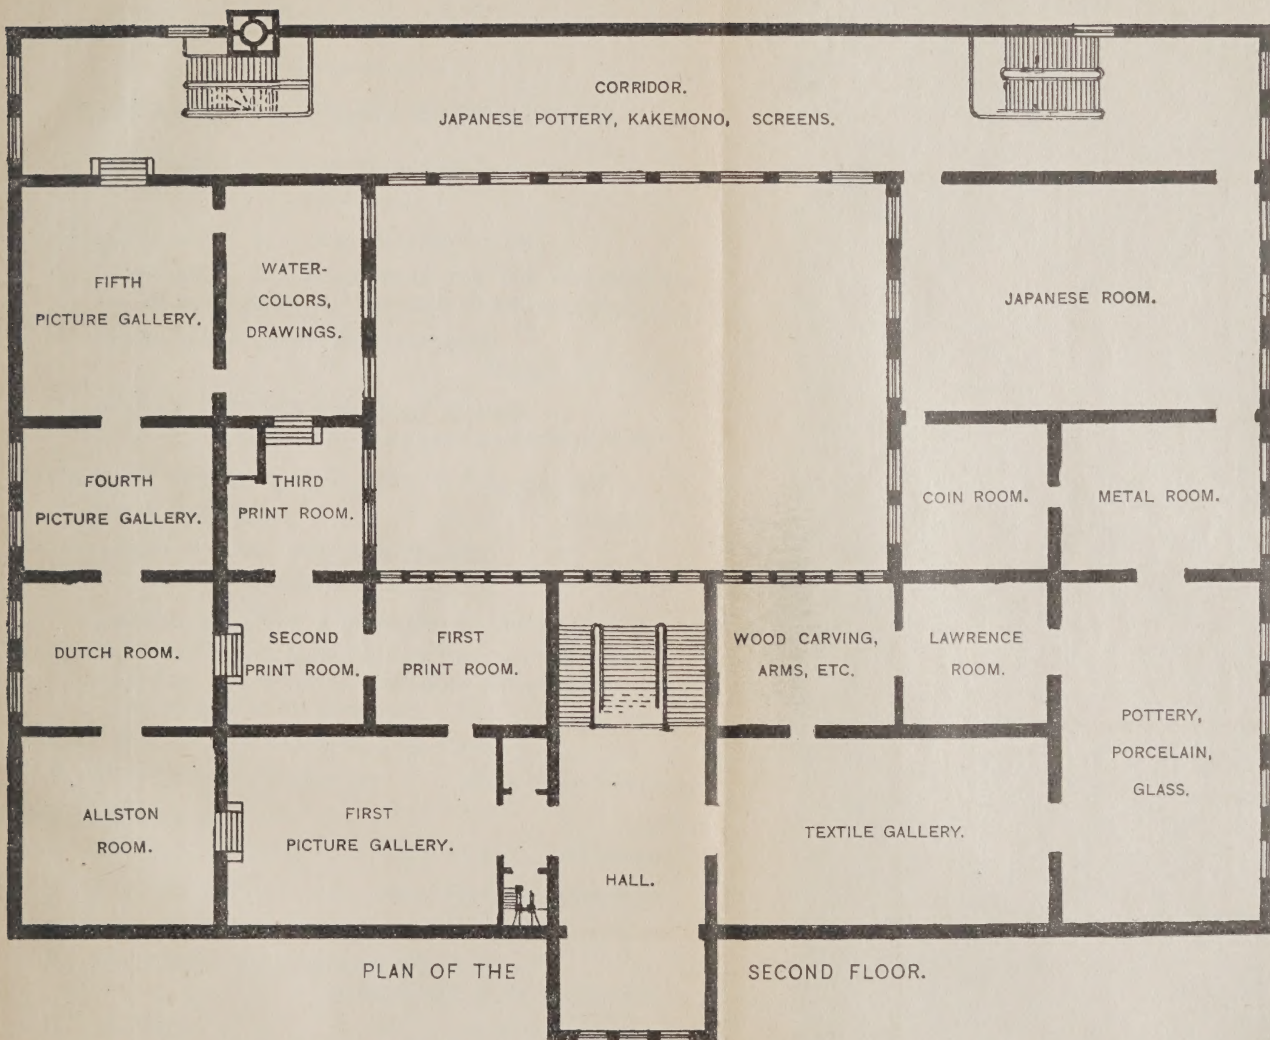 CORRIDOR.
JAPANESE POTTERY, KAKEMONO, SCREENS.
FIFTH
PICTURE GALLERY.
WATER-
COLORS,
DRAWINGS.
JAPANESE ROOM.
FOURTH
PICTURE GALLERY.
THIRD
PRINT ROOM.
COIN ROOM.
METAL ROOM.
DUTCH ROOM.
SECOND
PRINT ROOM.
FIRST
PRINT ROOM.
WOOD CARVING,
ARMS, ETC.
LAWRENCE
ROOM.
POTTERY,
PORCELAIN,
GLASS.
ALLSTON
ROOM.
FIRST
PICTURE GALLERY.
HALL.
TEXTILE GALLERY.
PLAN OF THE SECOND FLOOR.